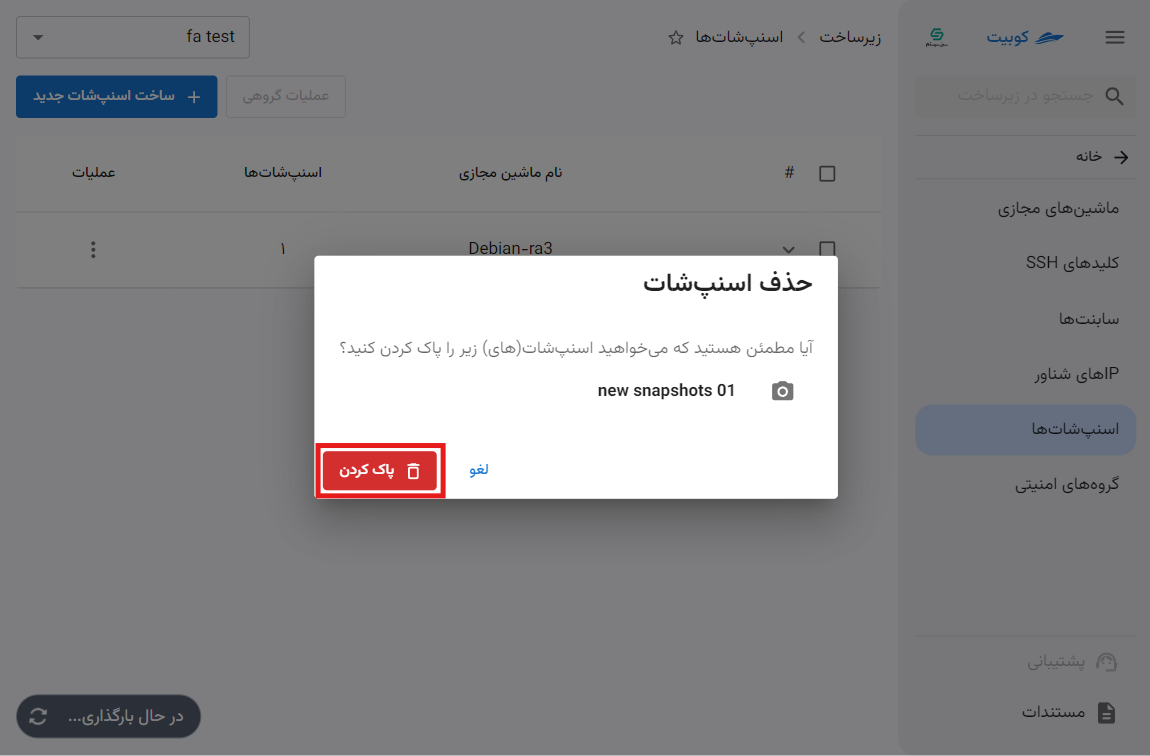 کوبیت
زیرساخت
اسنپ‌شات‌ها
fa test
جستجو در زیرساخت
عملیات گروهی
ساخت اسنپ‌شات جدید
خانه
ماشین‌های مجازی
کلیدهای SSH
سابنت‌ها
IPهای شناور
اسنپ‌شات‌ها
گروه‌های امنیتی
پشتیبانی
مستندات
# نام ماشین مجازی اسنپ‌شات‌ها عملیات
Debian-ra3 ۱
حذف اسنپ‌شات
آیا مطمئن هستید که می‌خواهید اسنپ‌شات(های) زیر را پاک کردن کنید؟
new snapshots 01
لغو
پاک کردن
در حال بارگذاری...